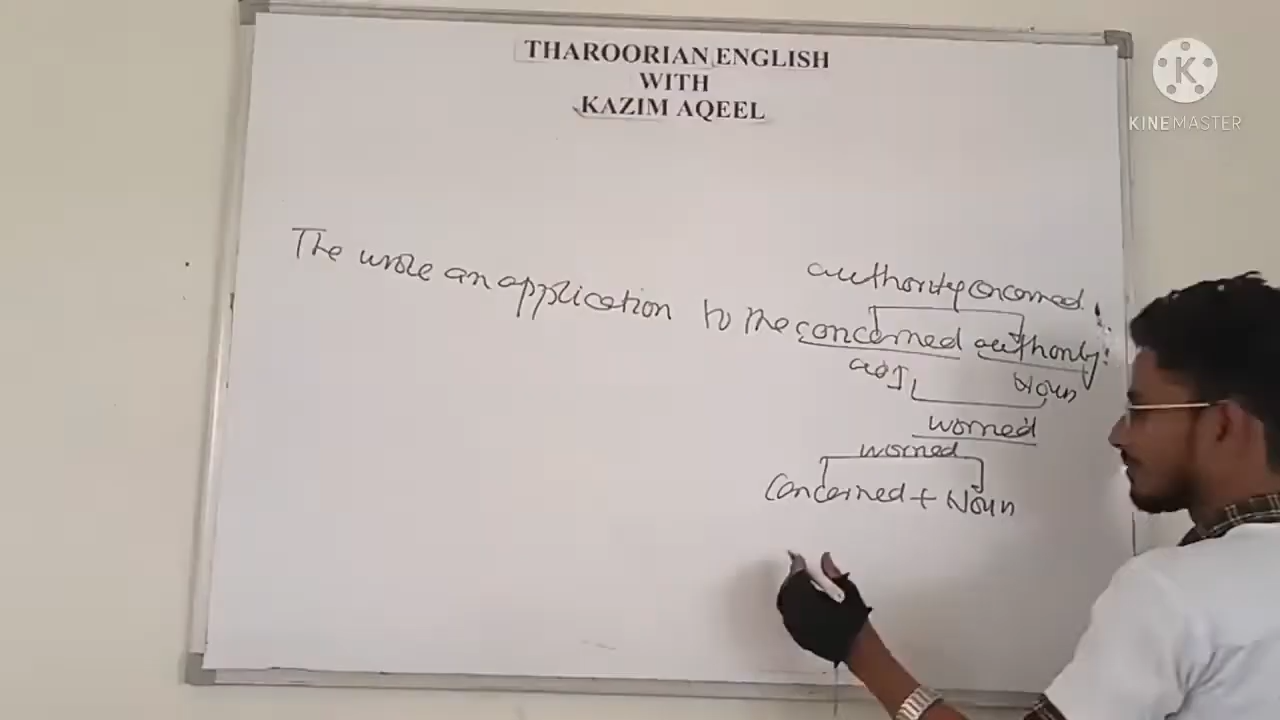 THAROORIAN ENGLISH
WITH
KAZIM AQEEL
KINEMASTER
authority concerned.
The wrote an application to the concerned authority.
adj Noun
worried
worried
Concerned + Noun